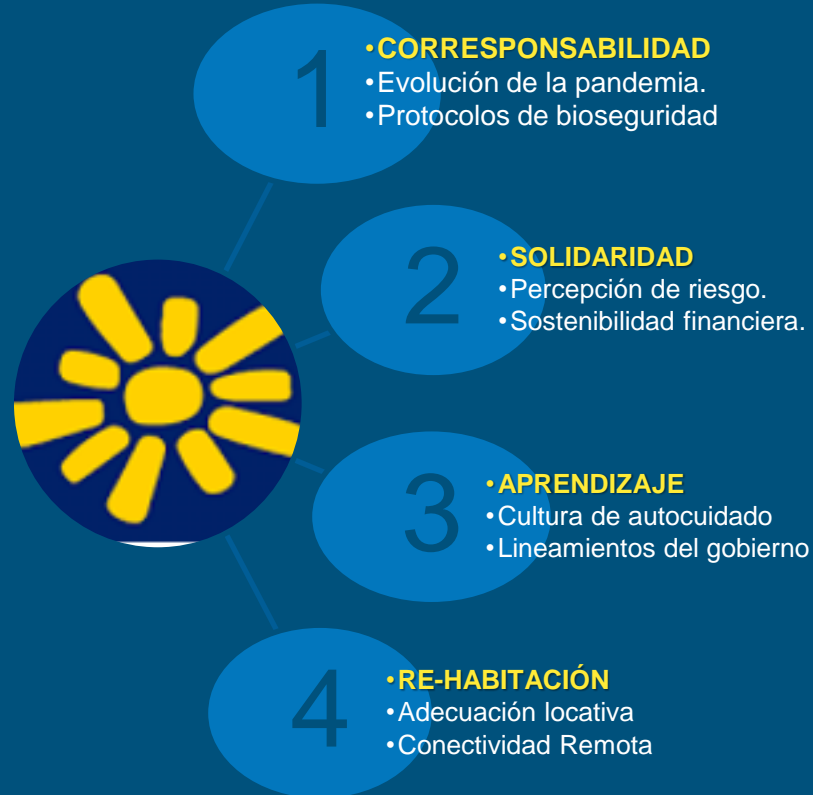 1
•CORRESPONSABILIDAD
•Evolución de la pandemia.
•Protocolos de bioseguridad
2
•SOLIDARIDAD
•Percepción de riesgo.
•Sostenibilidad financiera.
3
•APRENDIZAJE
•Cultura de autocuidado
•Lineamientos del gobierno
4
•RE-HABITACIÓN
•Adecuación locativa
•Conectividad Remota